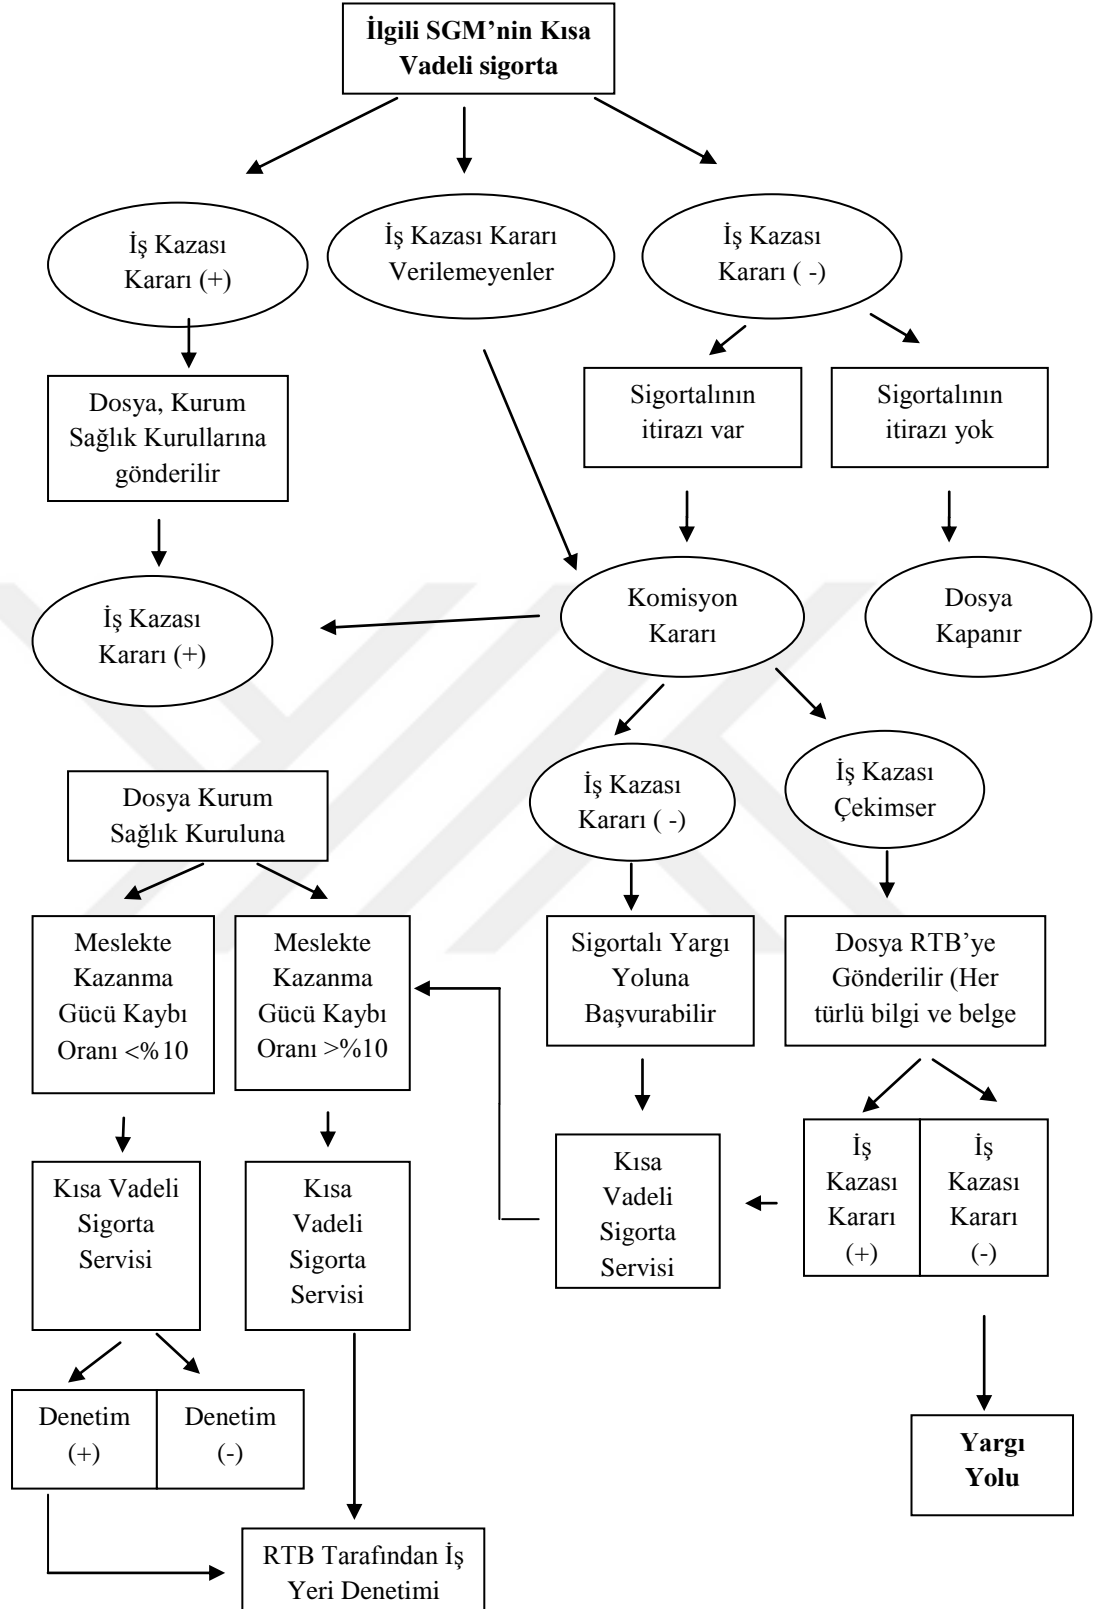 İlgili SGM’nin Kısa
Vadeli sigorta
İş Kazası
Kararı (+)
İş Kazası Kararı
Verilemeyenler
İş Kazası
Kararı ( -)
Dosya, Kurum
Sağlık Kurullarına
gönderilir
Sigortalının
itirazı var
Sigortalının
itirazı yok
İş Kazası
Kararı (+)
Komisyon
Kararı
Dosya
Kapanır
Dosya Kurum
Sağlık Kuruluna
İş Kazası
Kararı ( -)
İş Kazası
Çekimser
Meslekte
Kazanma
Gücü Kaybı
Oranı <%10
Meslekte
Kazanma
Gücü Kaybı
Oranı >%10
Sigortalı Yargı
Yoluna
Başvurabilir
Dosya RTB’ye
Gönderilir (Her
türlü bilgi ve belge
Kısa Vadeli
Sigorta
Servisi
Kısa
Vadeli
Sigorta
Servisi
Kısa
Vadeli
Sigorta
Servisi
İş
Kazası
Kararı
(+)
İş
Kazası
Kararı
(-)
Denetim
(+)
Denetim
(-)
Yargı
Yolu
RTB Tarafından İş
Yeri Denetimi